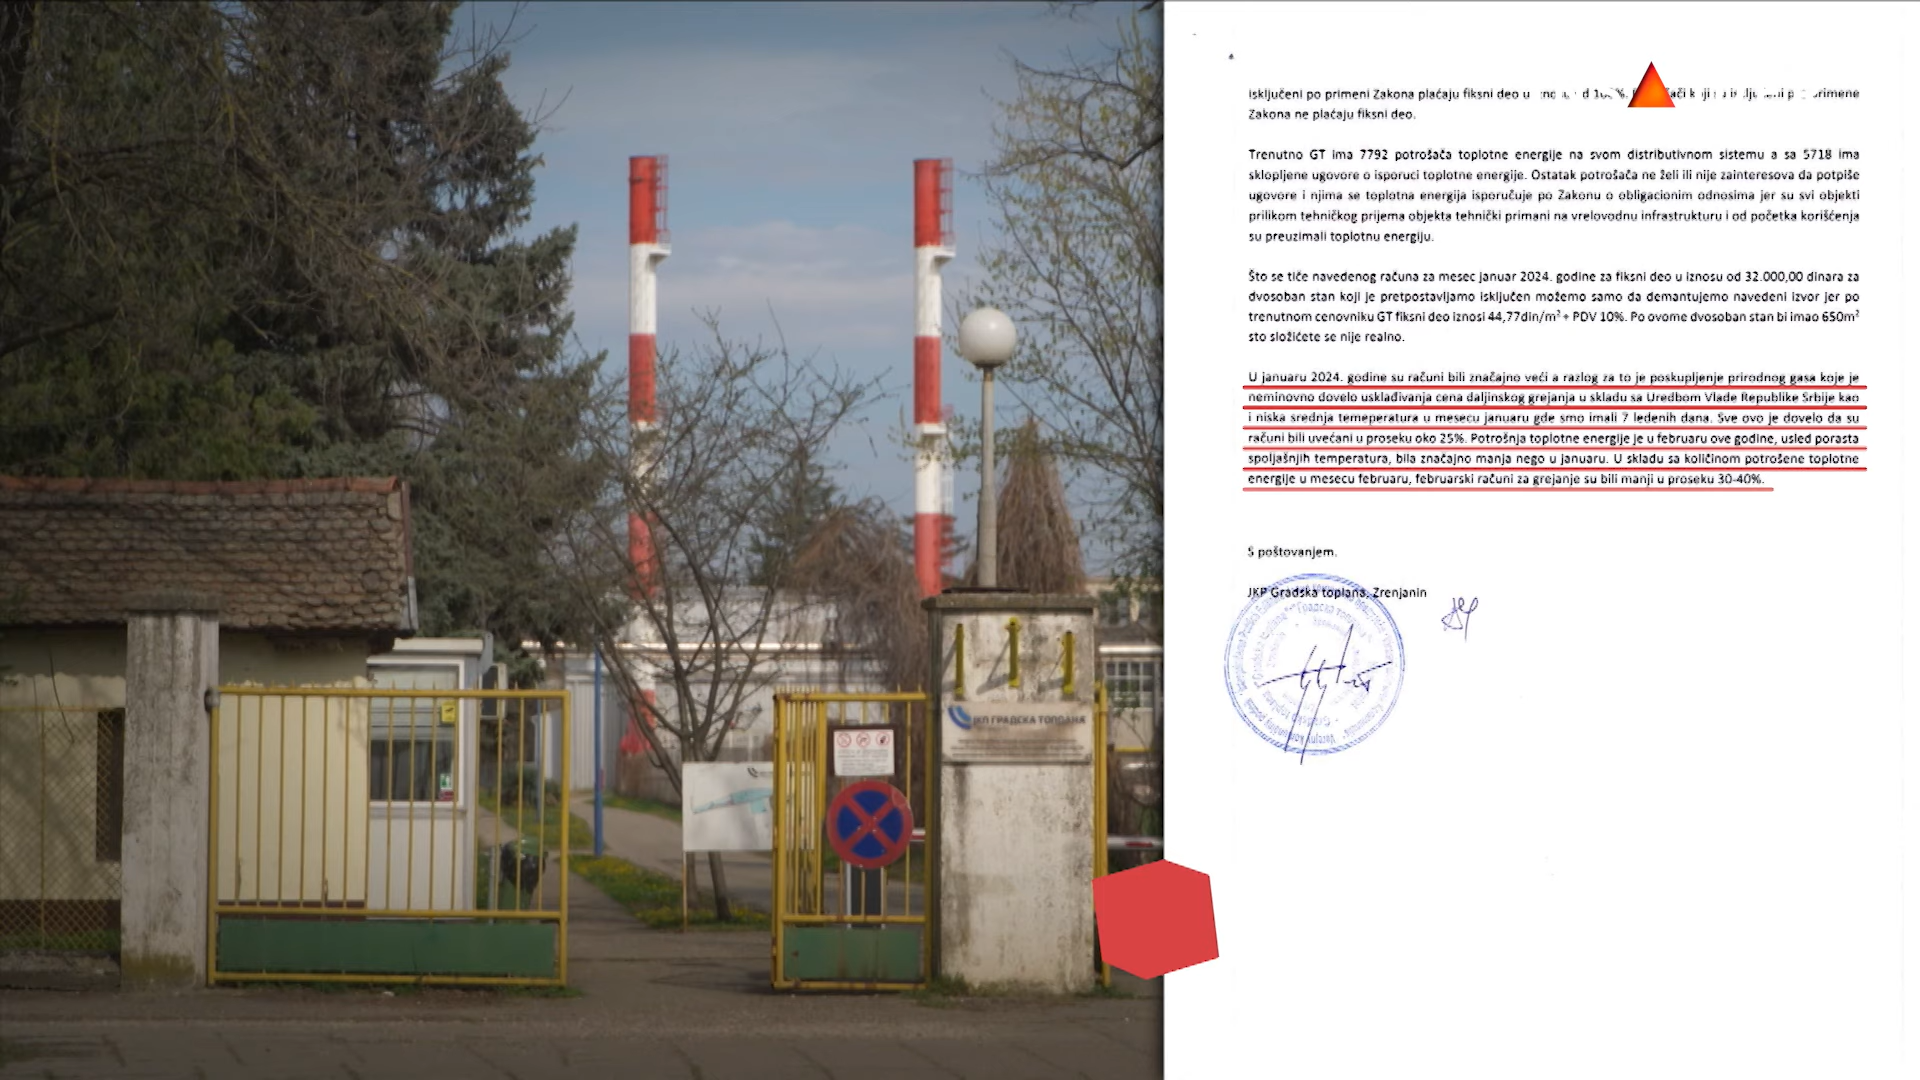 ЈКП ГРАДСКА ТОПЛАНА
isključeni po primeni Zakona plaćaju fiksni deo u
Zakona ne plaćaju fiksni deo.
Trenutno GT ima 7792 potrošača toplotne energije na svom distributivnom sistemu a sa 5718 ima
sklopljene ugovore o isporuci toplotne energije. Ostatak potrošača ne želi ili nije zainteresova da potpiše
ugovore i njima se toplotna energija isporučuje po Zakonu o obligacionim odnosima jer su svi objekti
prilikom tehničkog prijema objekta tehnički primani na vrelovodnu infrastrukturu i od početka korišćenja
su preuzimali toplotnu energiju.
Što se tiče navedenog računa za mesec januar 2024. godine za fiksni deo u iznosu od 32.000,00 dinara za
dvosoban stan koji je pretpostavljamo isključen možemo samo da demantujemo navedeni izvor jer po
trenutnom cenovniku GT fiksni deo iznosi 44,77din/m² + PDV 10%. Po ovome dvosoban stan bi imao 650m²
sto složićete se nije realno.
U januaru 2024. godine su računi bili značajno veći a razlog za to je poskupljenje prirodnog gasa koje je
neminovno dovelo usklađivanja cena daljinskog grejanja u skladu sa Uredbom Vlade Republike Srbije kao
i niska srednja temeperatura u mesecu januaru gde smo imali 7 ledenih dana. Sve ovo je dovelo da su
računi bili uvećani u proseku oko 25%. Potrošnja toplotne energije je u februaru ove godine, usled porasta
spoljašnjih temperatura, bila značajno manja nego u januaru. U skladu sa količinom potrošene toplotne
energije u mesecu februaru, februarski računi za grejanje su bili manji u proseku 30-40%.
S poštovanjem.
JKP Gradska toplana, Zrenjanin